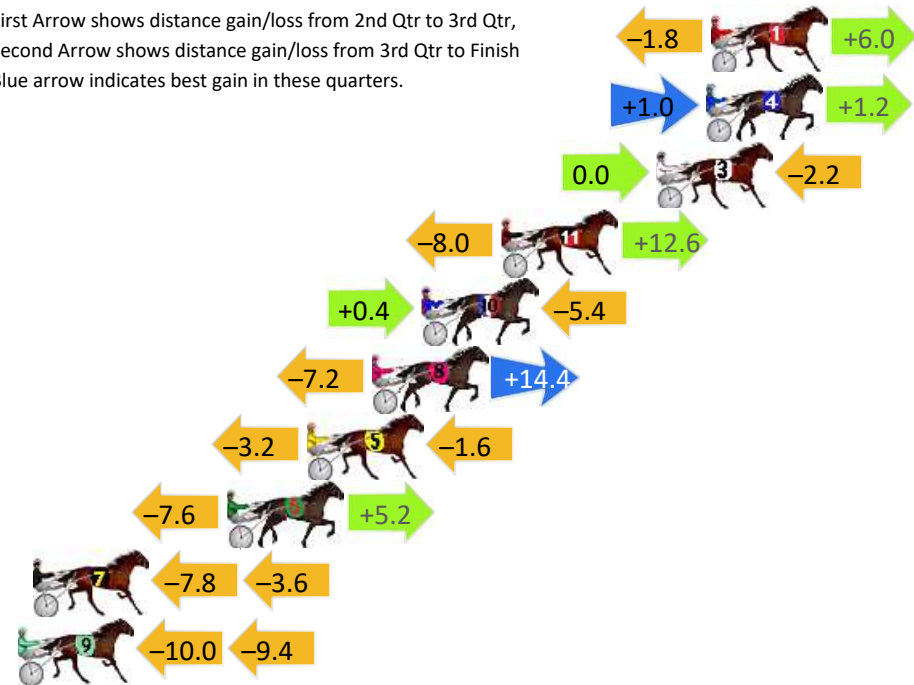 irst Arrow shows distance gain/loss from 2nd Qtr to 3rd Qtr,
econd Arrow shows distance gain/loss from 3rd Qtr to Finish
lue arrow indicates best gain in these quarters.
–1.8 1 +6.0
+1.0 4 +1.2
0.0 3 –2.2
–8.0 11 +12.6
+0.4 10 –5.4
–7.2 8 +14.4
–3.2 5 –1.6
–7.6 6 +5.2
7 –7.8 –3.6
9 –10.0 –9.4